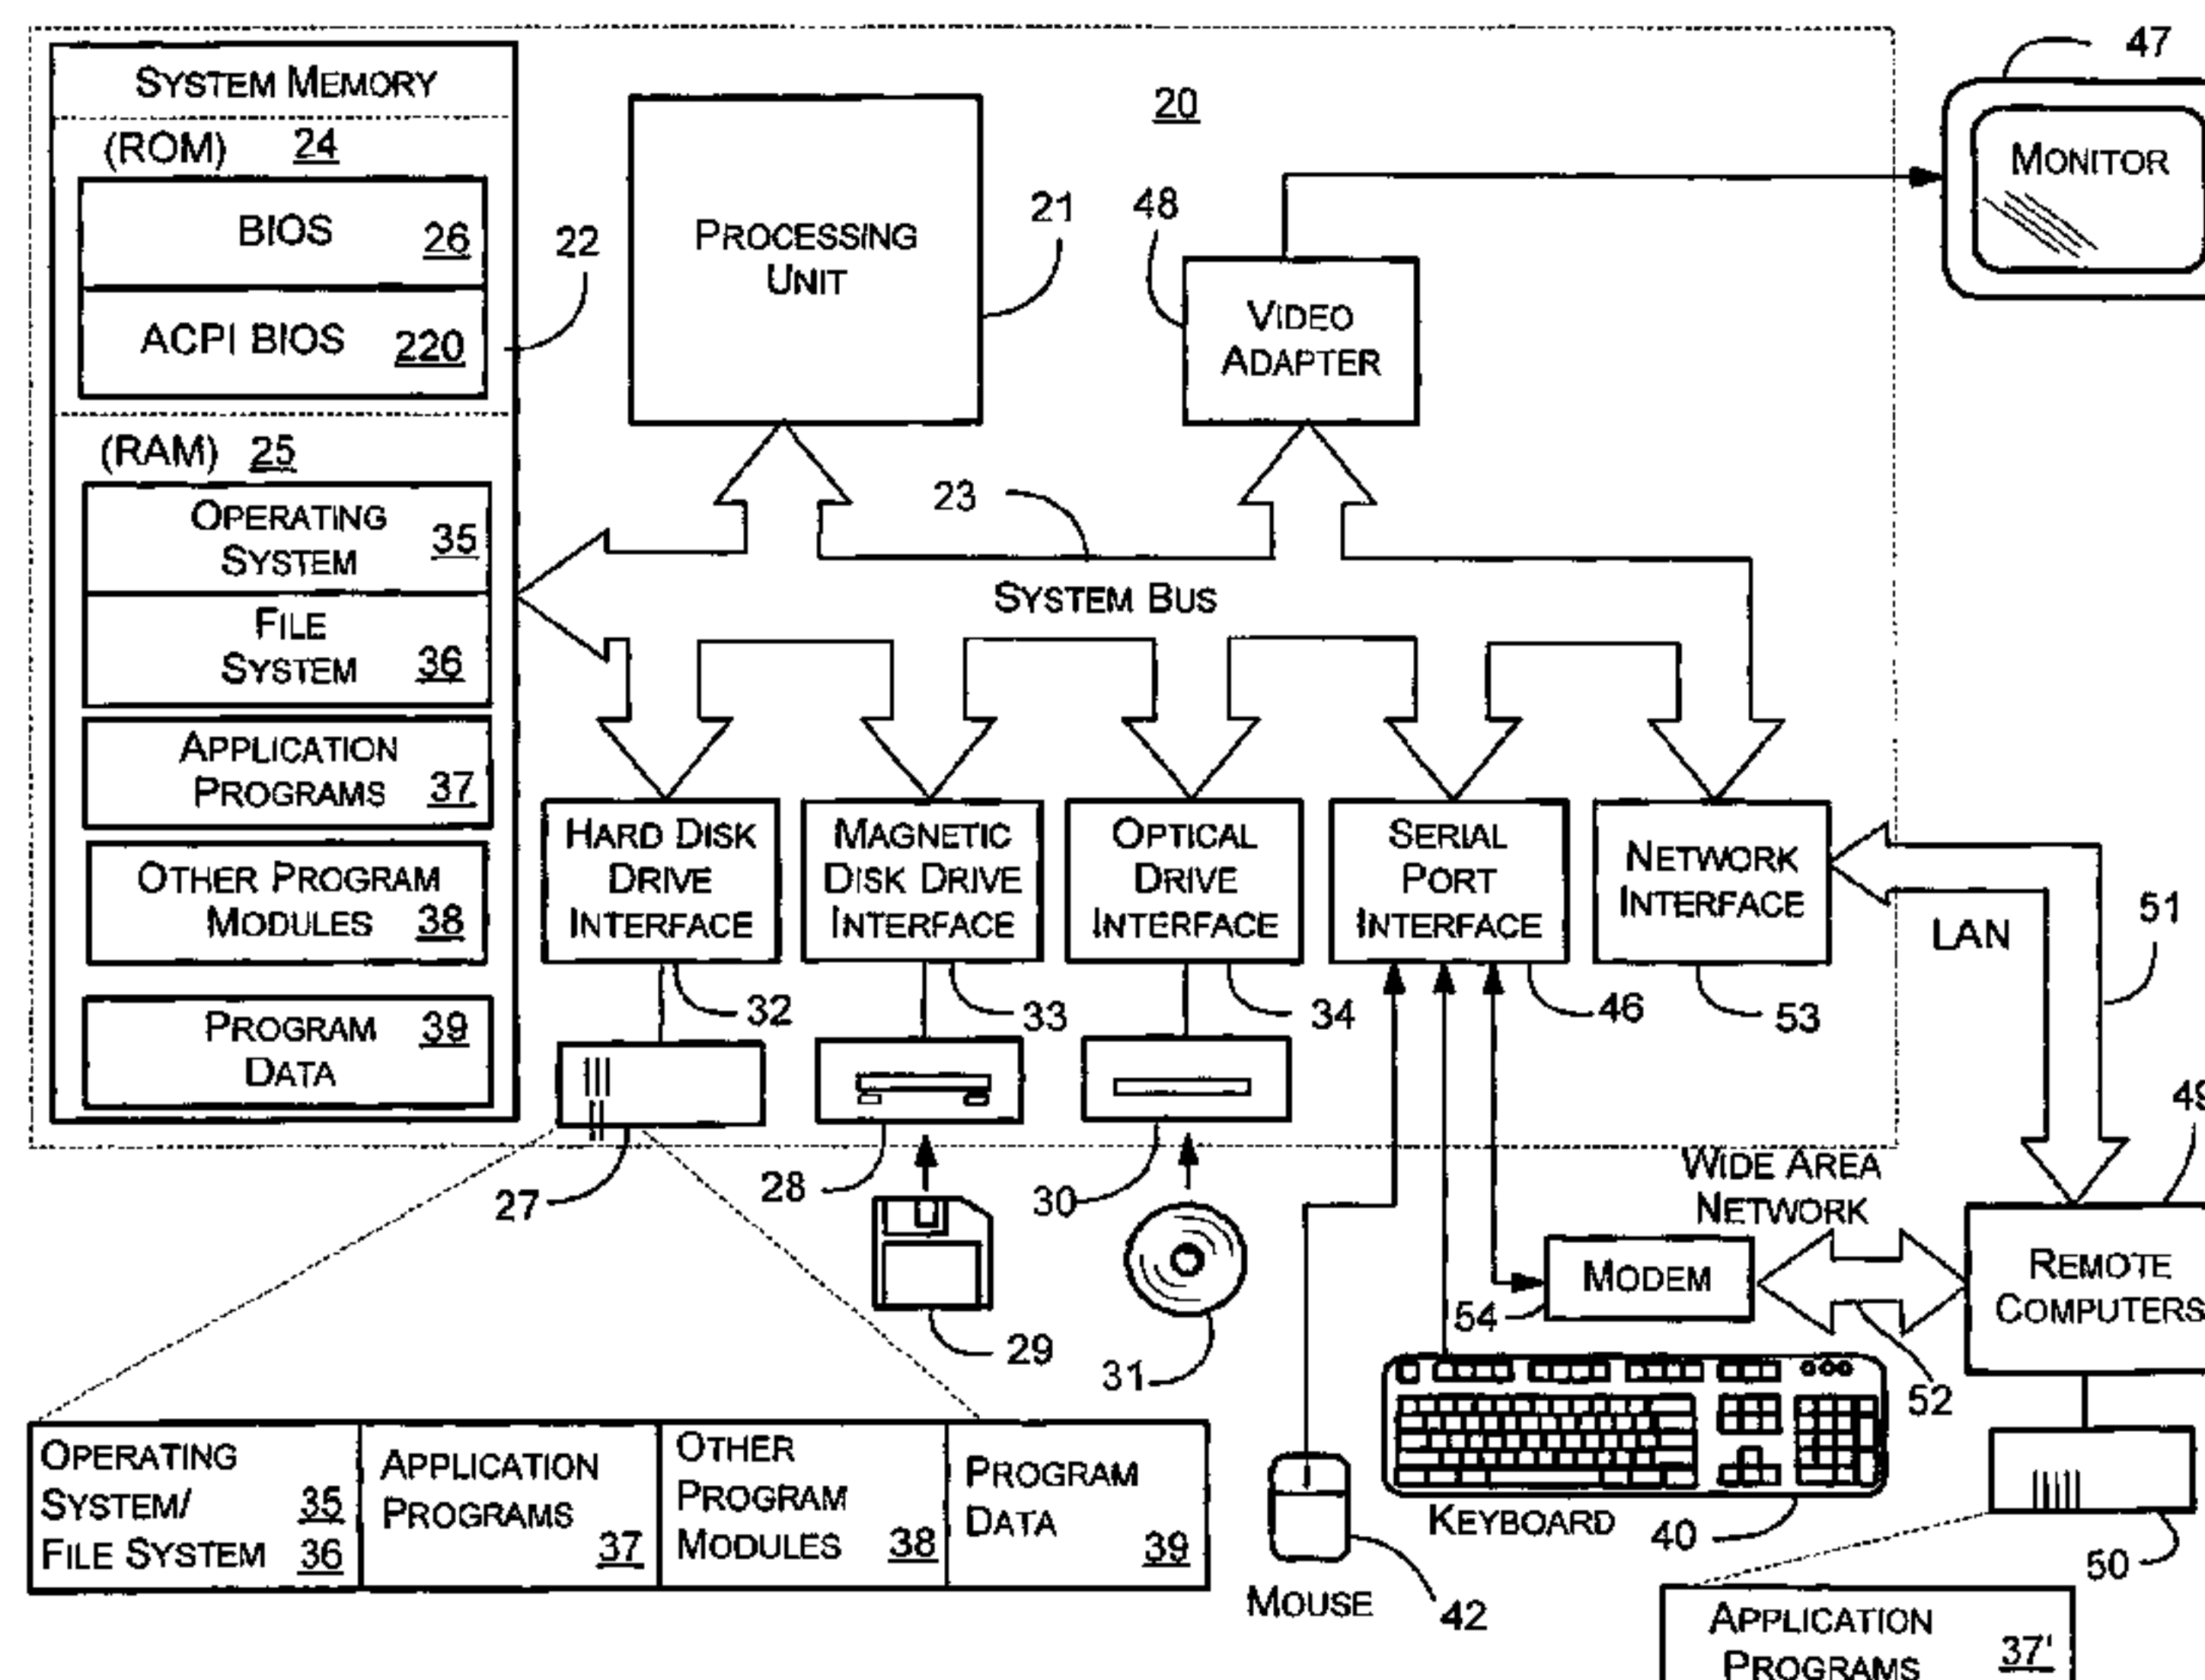 SYSTEM MEMORY
(ROM) 24
BIOS 26
ACPI BIOS 220
22
(RAM) 25
OPERATING
SYSTEM 35
FILE
SYSTEM 36
APPLICATION
PROGRAMS 37
OTHER PROGRAM
MODULES 38
PROGRAM 39
DATA
PROCESSING
UNIT
21
20
48
VIDEO
ADAPTER
47
MONITOR
23
SYSTEM BUS
HARD DISK
DRIVE
INTERFACE
32
MAGNETIC
DISK DRIVE
INTERFACE
33
OPTICAL
DRIVE
INTERFACE
34
SERIAL
PORT
INTERFACE
46
NETWORK
INTERFACE
53
LAN
51
27
28
29
30
31
WIDE AREA
NETWORK
49
MODEM
54
52
REMOTE
COMPUTERS
50
KEYBOARD 40
MOUSE 42
OPERATING
SYSTEM/ 35
FILE SYSTEM 36
APPLICATION
PROGRAMS
37
OTHER
PROGRAM
MODULES 38
PROGRAM
DATA
39
APPLICATION
PROGRAMS 37'